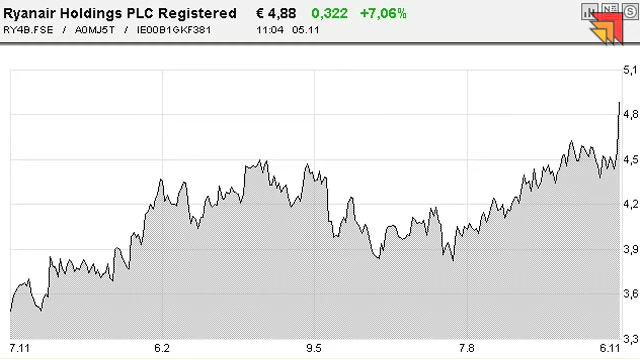 Ryanair Holdings PLC Registered € 4,88 0,322 +7,06%
RY4B.FSE / A0MJ5T / IE00B1GKF381 11:04 05.11
5,1
4,8
4,5
4,2
3,9
3,6
3,3
7.11 6.2 9.5 7.8 6.11